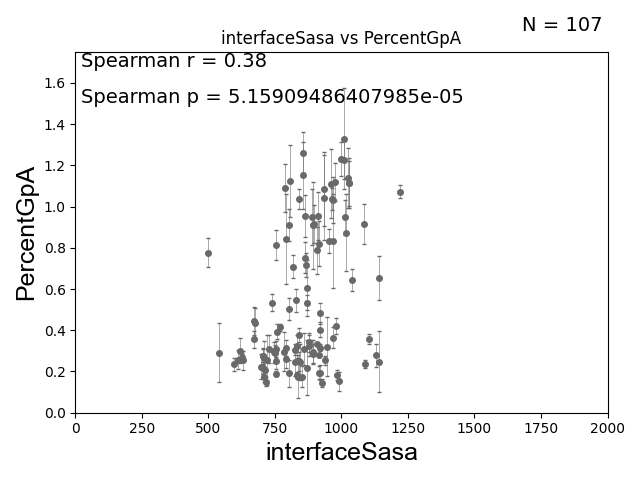 N = 107
interfaceSasa vs PercentGpA
Spearman r = 0.38
Spearman p = 5.15909486407985e-05
PercentGpA
1.6
1.4
1.2
1.0
0.8
0.6
0.4
0.2
0.0
0 250 500 750 1000 1250 1500 1750 2000
interfaceSasa